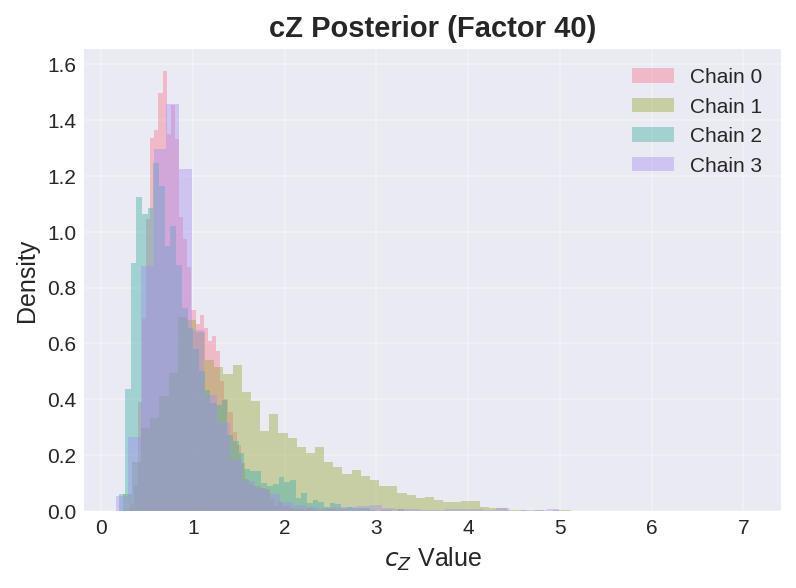 cZ Posterior (Factor 40)
Chain 0
Chain 1
Chain 2
Chain 3
1.6
1.4
1.2
1.0
0.8
0.6
0.4
0.2
0.0
Density
0 1 2 3 4 5 6 7
c_Z Value